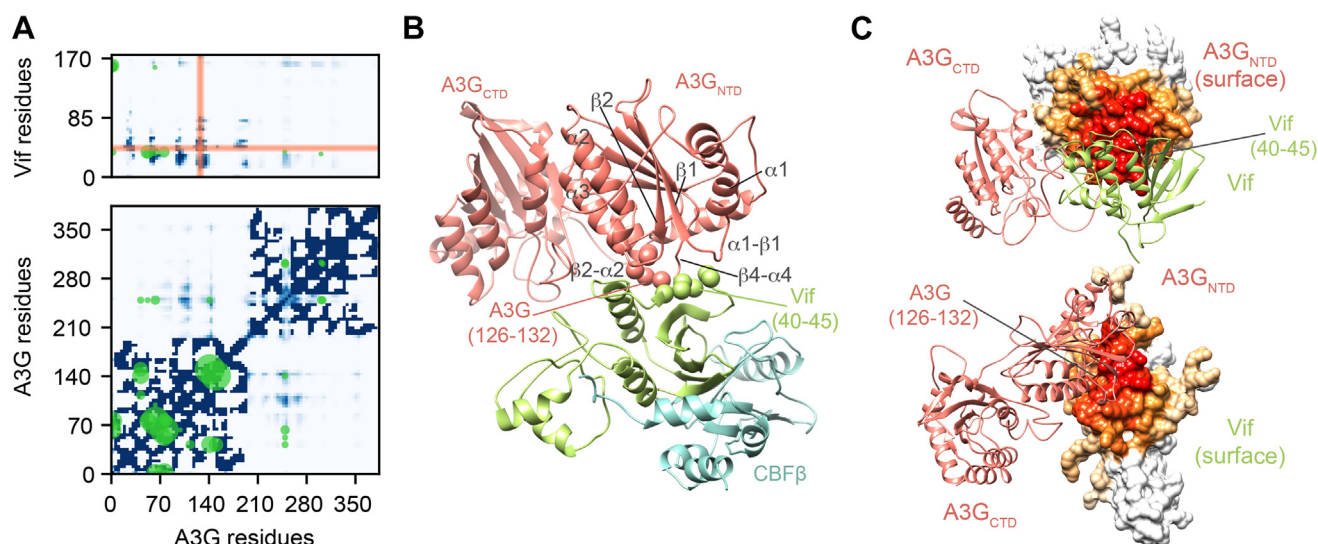 A
Vif residues
170
85
0
A3G residues
350
280
210
140
70
0
0 70 140 210 280 350
A3G residues
B
A3GCTD
A3GNTD
β2
α2
β1
α1
α3
α1-β1
β2-α2
β4-α4
A3G
(126-132)
Vif
(40-45)
CBFβ
C
A3GCTD
A3GNTD
(surface)
Vif
(40-45)
Vif
A3GNTD
A3G
(126-132)
Vif
(surface)
A3GCTD